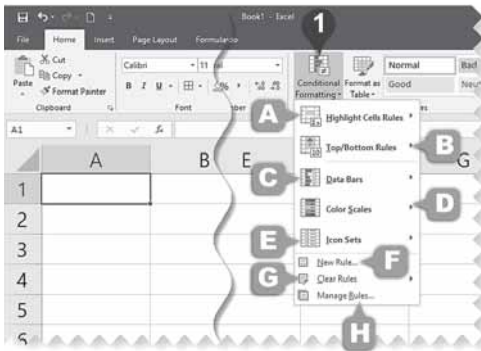 Book1 - Excel
1
File Home Insert Page Layout Formulas
Cut
Copy
Format Painter
Paste
Clipboard
Calibri 11
B I U %
Font
Conditional Formatting
Format as Table
Normal Bad
Good
A1 fx
A B E G
1
2
3
4
5
6
A Highlight Cells Rules
Top/Bottom Rules B
C Data Bars
Color Scales D
E Icon Sets
New Rule... F
G Clear Rules
Manage Rules...
H